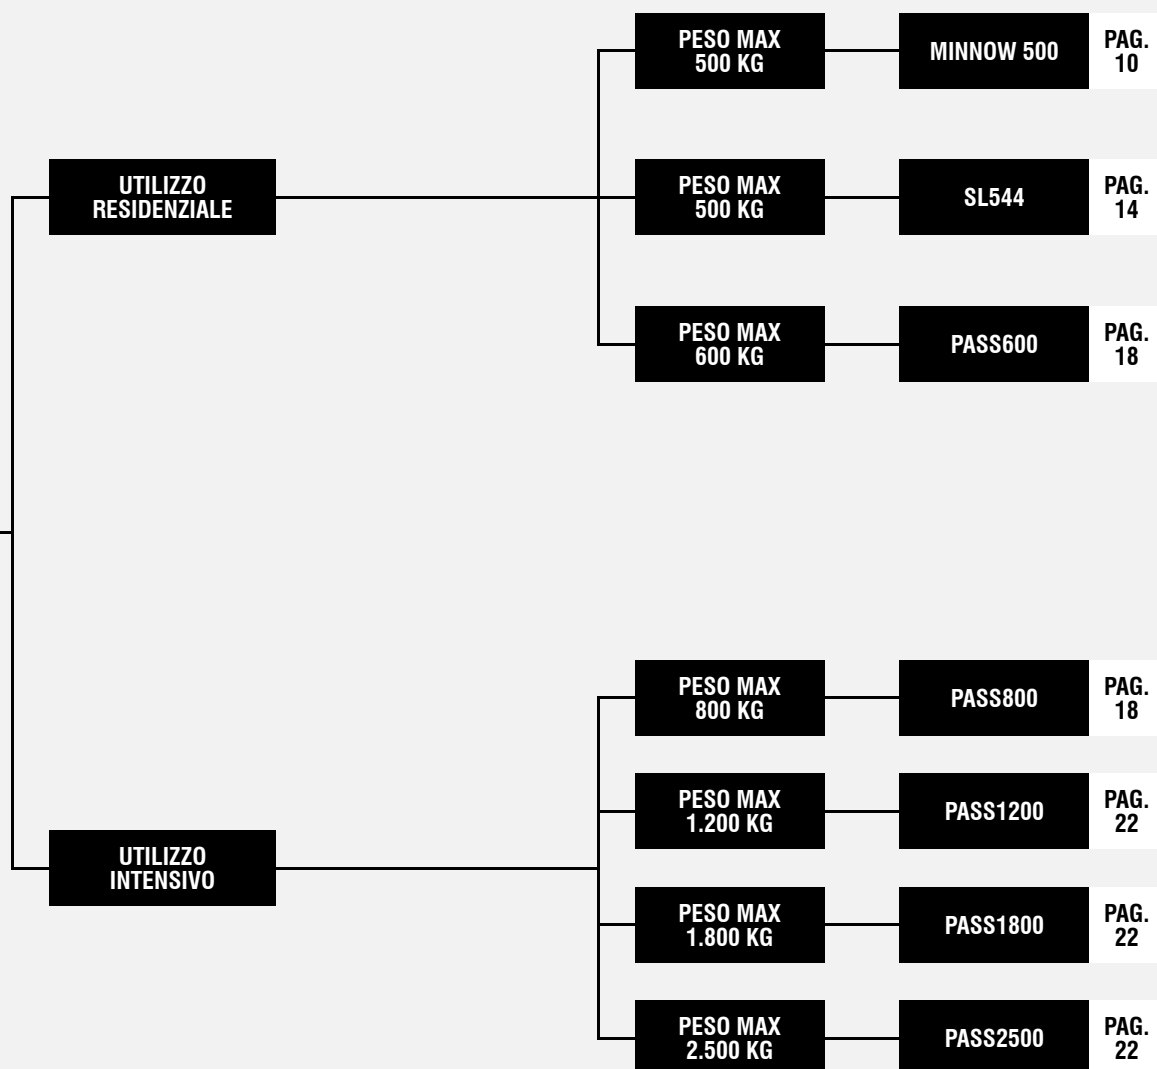 UTILIZZO
RESIDENZIALE
PESO MAX
500 KG
MINNOW 500
PAG.
10
PESO MAX
500 KG
SL544
PAG.
14
PESO MAX
600 KG
PASS600
PAG.
18
UTILIZZO
INTENSIVO
PESO MAX
800 KG
PASS800
PAG.
18
PESO MAX
1.200 KG
PASS1200
PAG.
22
PESO MAX
1.800 KG
PASS1800
PAG.
22
PESO MAX
2.500 KG
PASS2500
PAG.
22